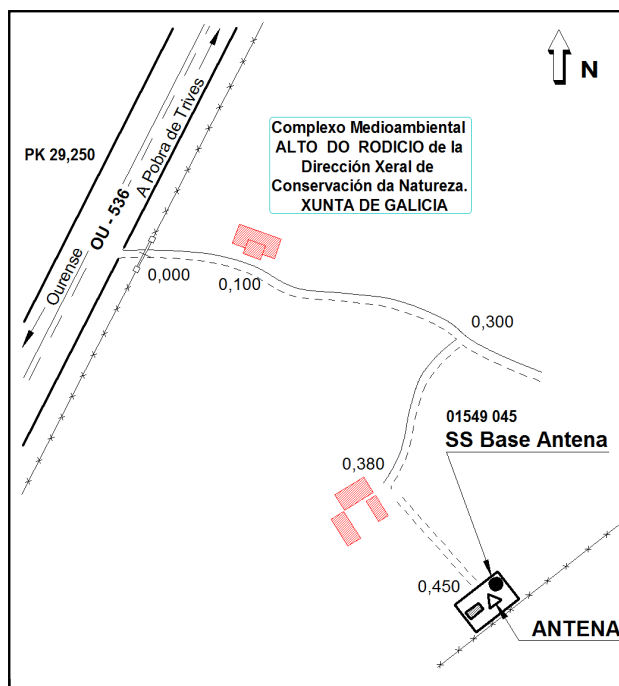 N
A Pobra de Trives
PK 29,250
OU - 536
Ourense
Complexo Medioambiental
ALTO DO RODICIO de la
Dirección Xeral de
Conservación da Natureza.
XUNTA DE GALICIA
0,000
0,100
0,300
01549 045
SS Base Antena
0,380
0,450
ANTENA